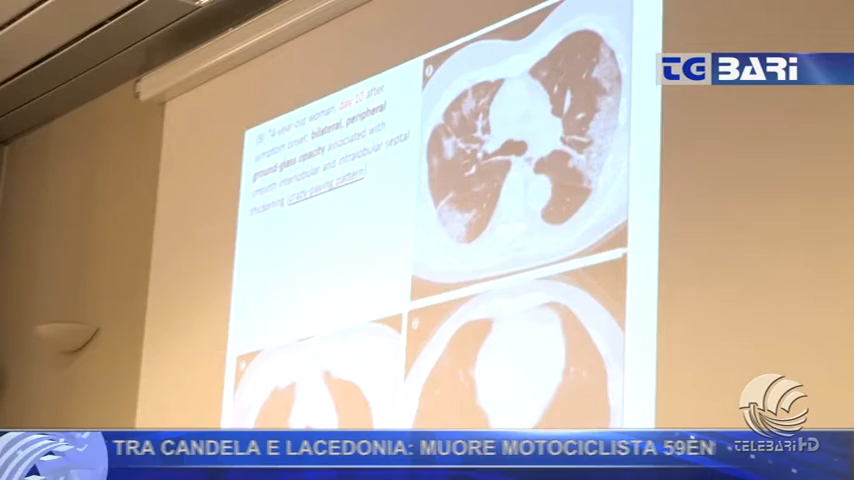 TG BARI
(B) 74-year-old woman, day 10 after
symptom onset: bilateral, peripheral
ground-glass opacity associated with
smooth interlobular and intralobular septal
thickening (crazy-paving pattern)
TELEBARI HD
TRA CANDELA E LACEDONIA: MUORE MOTOCICLISTA 59EN